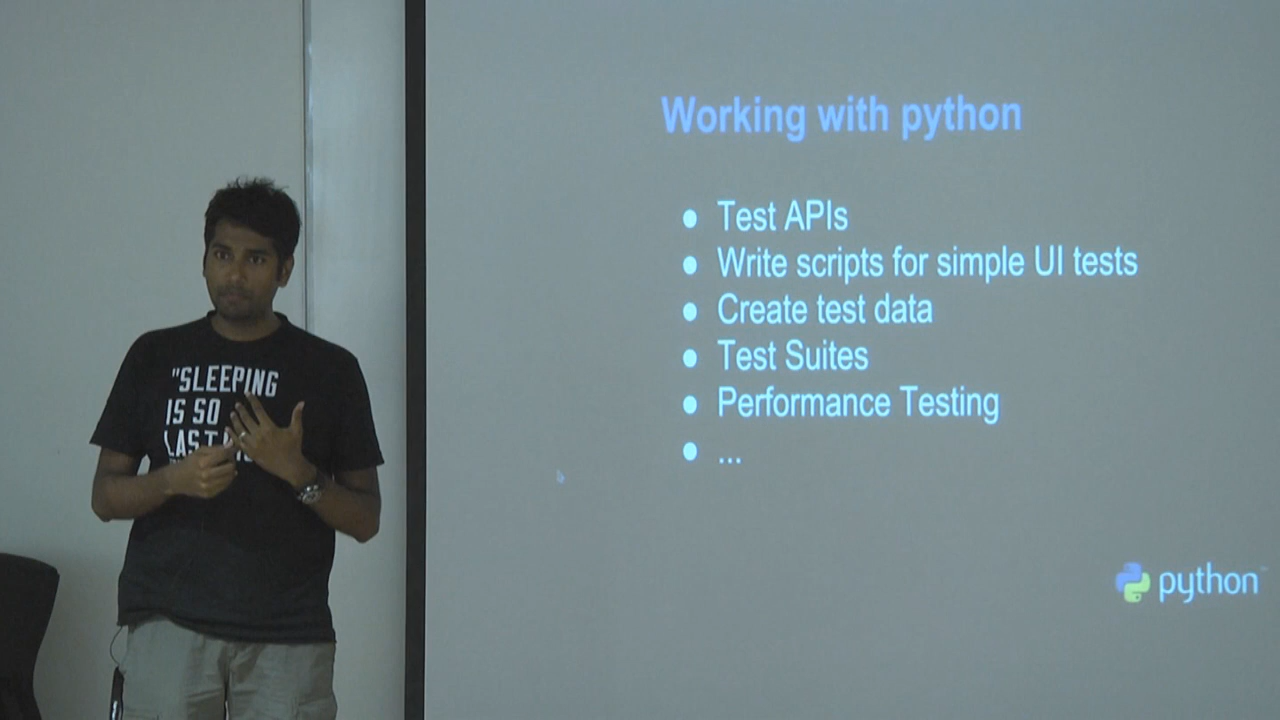 Working with python
Test APIs
Write scripts for simple UI tests
Create test data
Test Suites
Performance Testing
...
python
"SLEEPING
IS SO
LAST